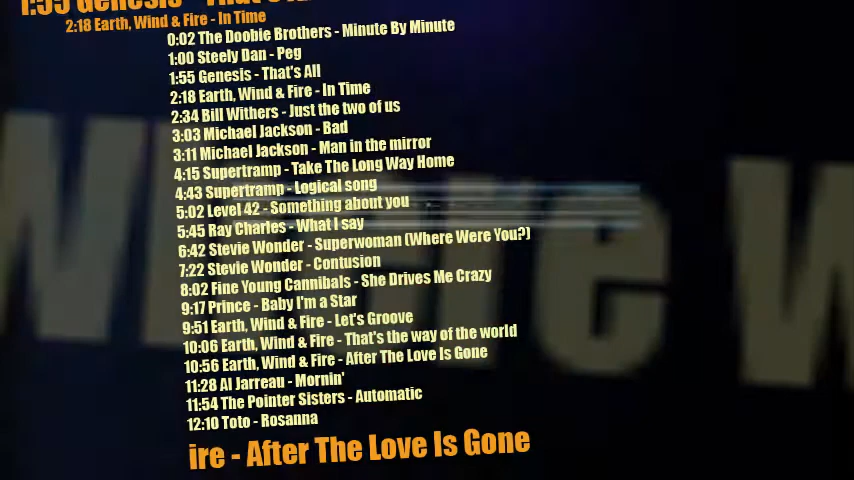 1:55 Genesis - That's
2:18 Earth, Wind & Fire - In Time
0:02 The Doobie Brothers - Minute By Minute
1:00 Steely Dan - Peg
1:55 Genesis - That's All
2:18 Earth, Wind & Fire - In Time
2:34 Bill Withers - Just the two of us
3:03 Michael Jackson - Bad
3:11 Michael Jackson - Man in the mirror
4:15 Supertramp - Take The Long Way Home
4:43 Supertramp - Logical song
5:02 Level 42 - Something about you
5:45 Ray Charles - What I say
6:42 Stevie Wonder - Superwoman (Where Were You?)
7:22 Stevie Wonder - Contusion
8:02 Fine Young Cannibals - She Drives Me Crazy
9:17 Prince - Baby I'm a Star
9:51 Earth, Wind & Fire - Let's Groove
10:06 Earth, Wind & Fire - That's the way of the world
10:56 Earth, Wind & Fire - After The Love Is Gone
11:28 Al Jarreau - Mornin'
11:54 The Pointer Sisters - Automatic
12:10 Toto - Rosanna
ire - After The Love Is Gone
Where W